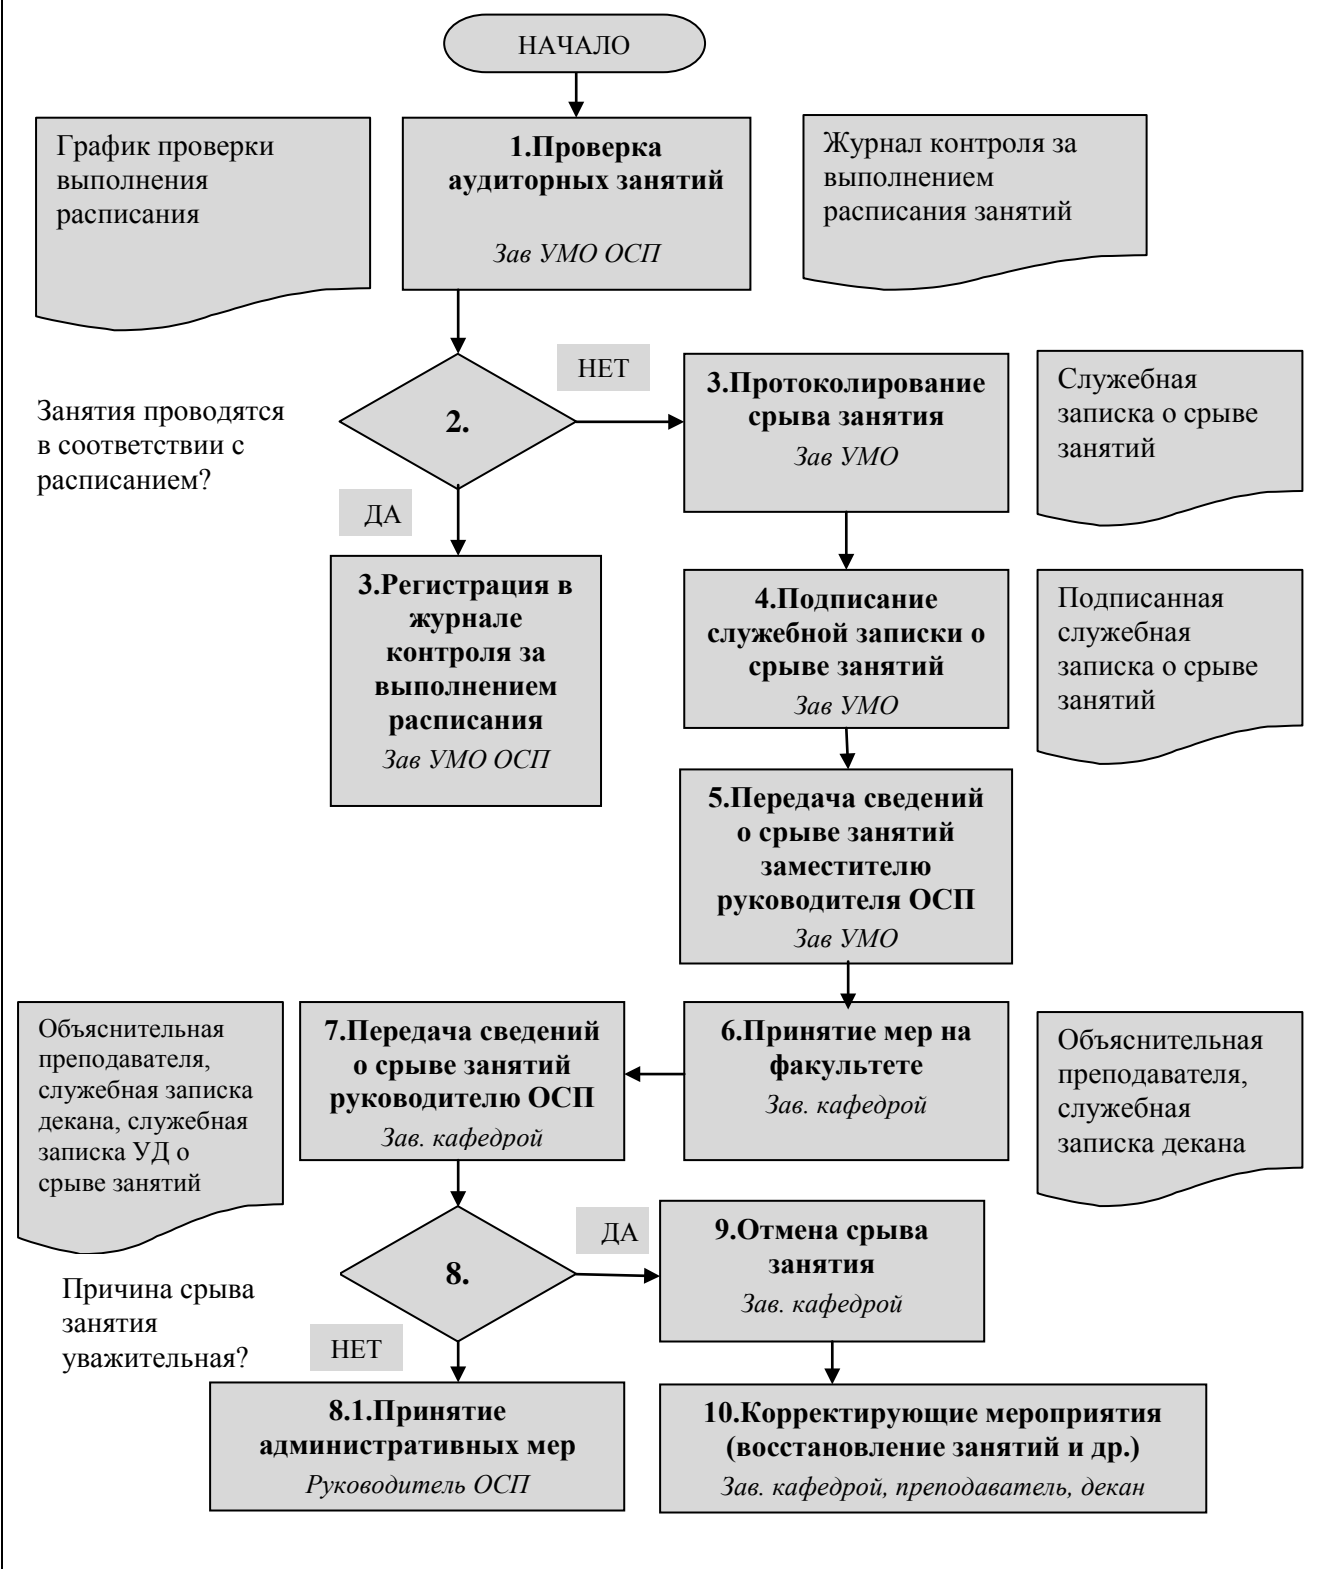 НАЧАЛО
График проверки
выполнения
расписания
1.Проверка
аудиторных занятий
Зав УМО ОСП
Журнал контроля за
выполнением
расписания занятий
Занятия проводятся
в соответствии с
расписанием?
2.
НЕТ
3.Протоколирование
срыва занятия
Зав УМО
Служебная
записка о срыве
занятий
ДА
3.Регистрация в
журнале
контроля за
выполнением
расписания
Зав УМО ОСП
4.Подписание
служебной записки о
срыве занятий
Зав УМО
Подписанная
служебная
записка о срыве
занятий
5.Передача сведений
о срыве занятий
заместителю
руководителя ОСП
Зав УМО
Объяснительная
преподавателя,
служебная записка
декана, служебная
записка УД о
срыве занятий
7.Передача сведений
о срыве занятий
руководителю ОСП
Зав. кафедрой
6.Принятие мер на
факультете
Зав. кафедрой
Объяснительная
преподавателя,
служебная
записка декана
Причина срыва
занятия
уважительная?
8.
ДА
9.Отмена срыва
занятия
Зав. кафедрой
НЕТ
8.1.Принятие
административных мер
Руководитель ОСП
10.Корректирующие мероприятия
(восстановление занятий и др.)
Зав. кафедрой, преподаватель, декан